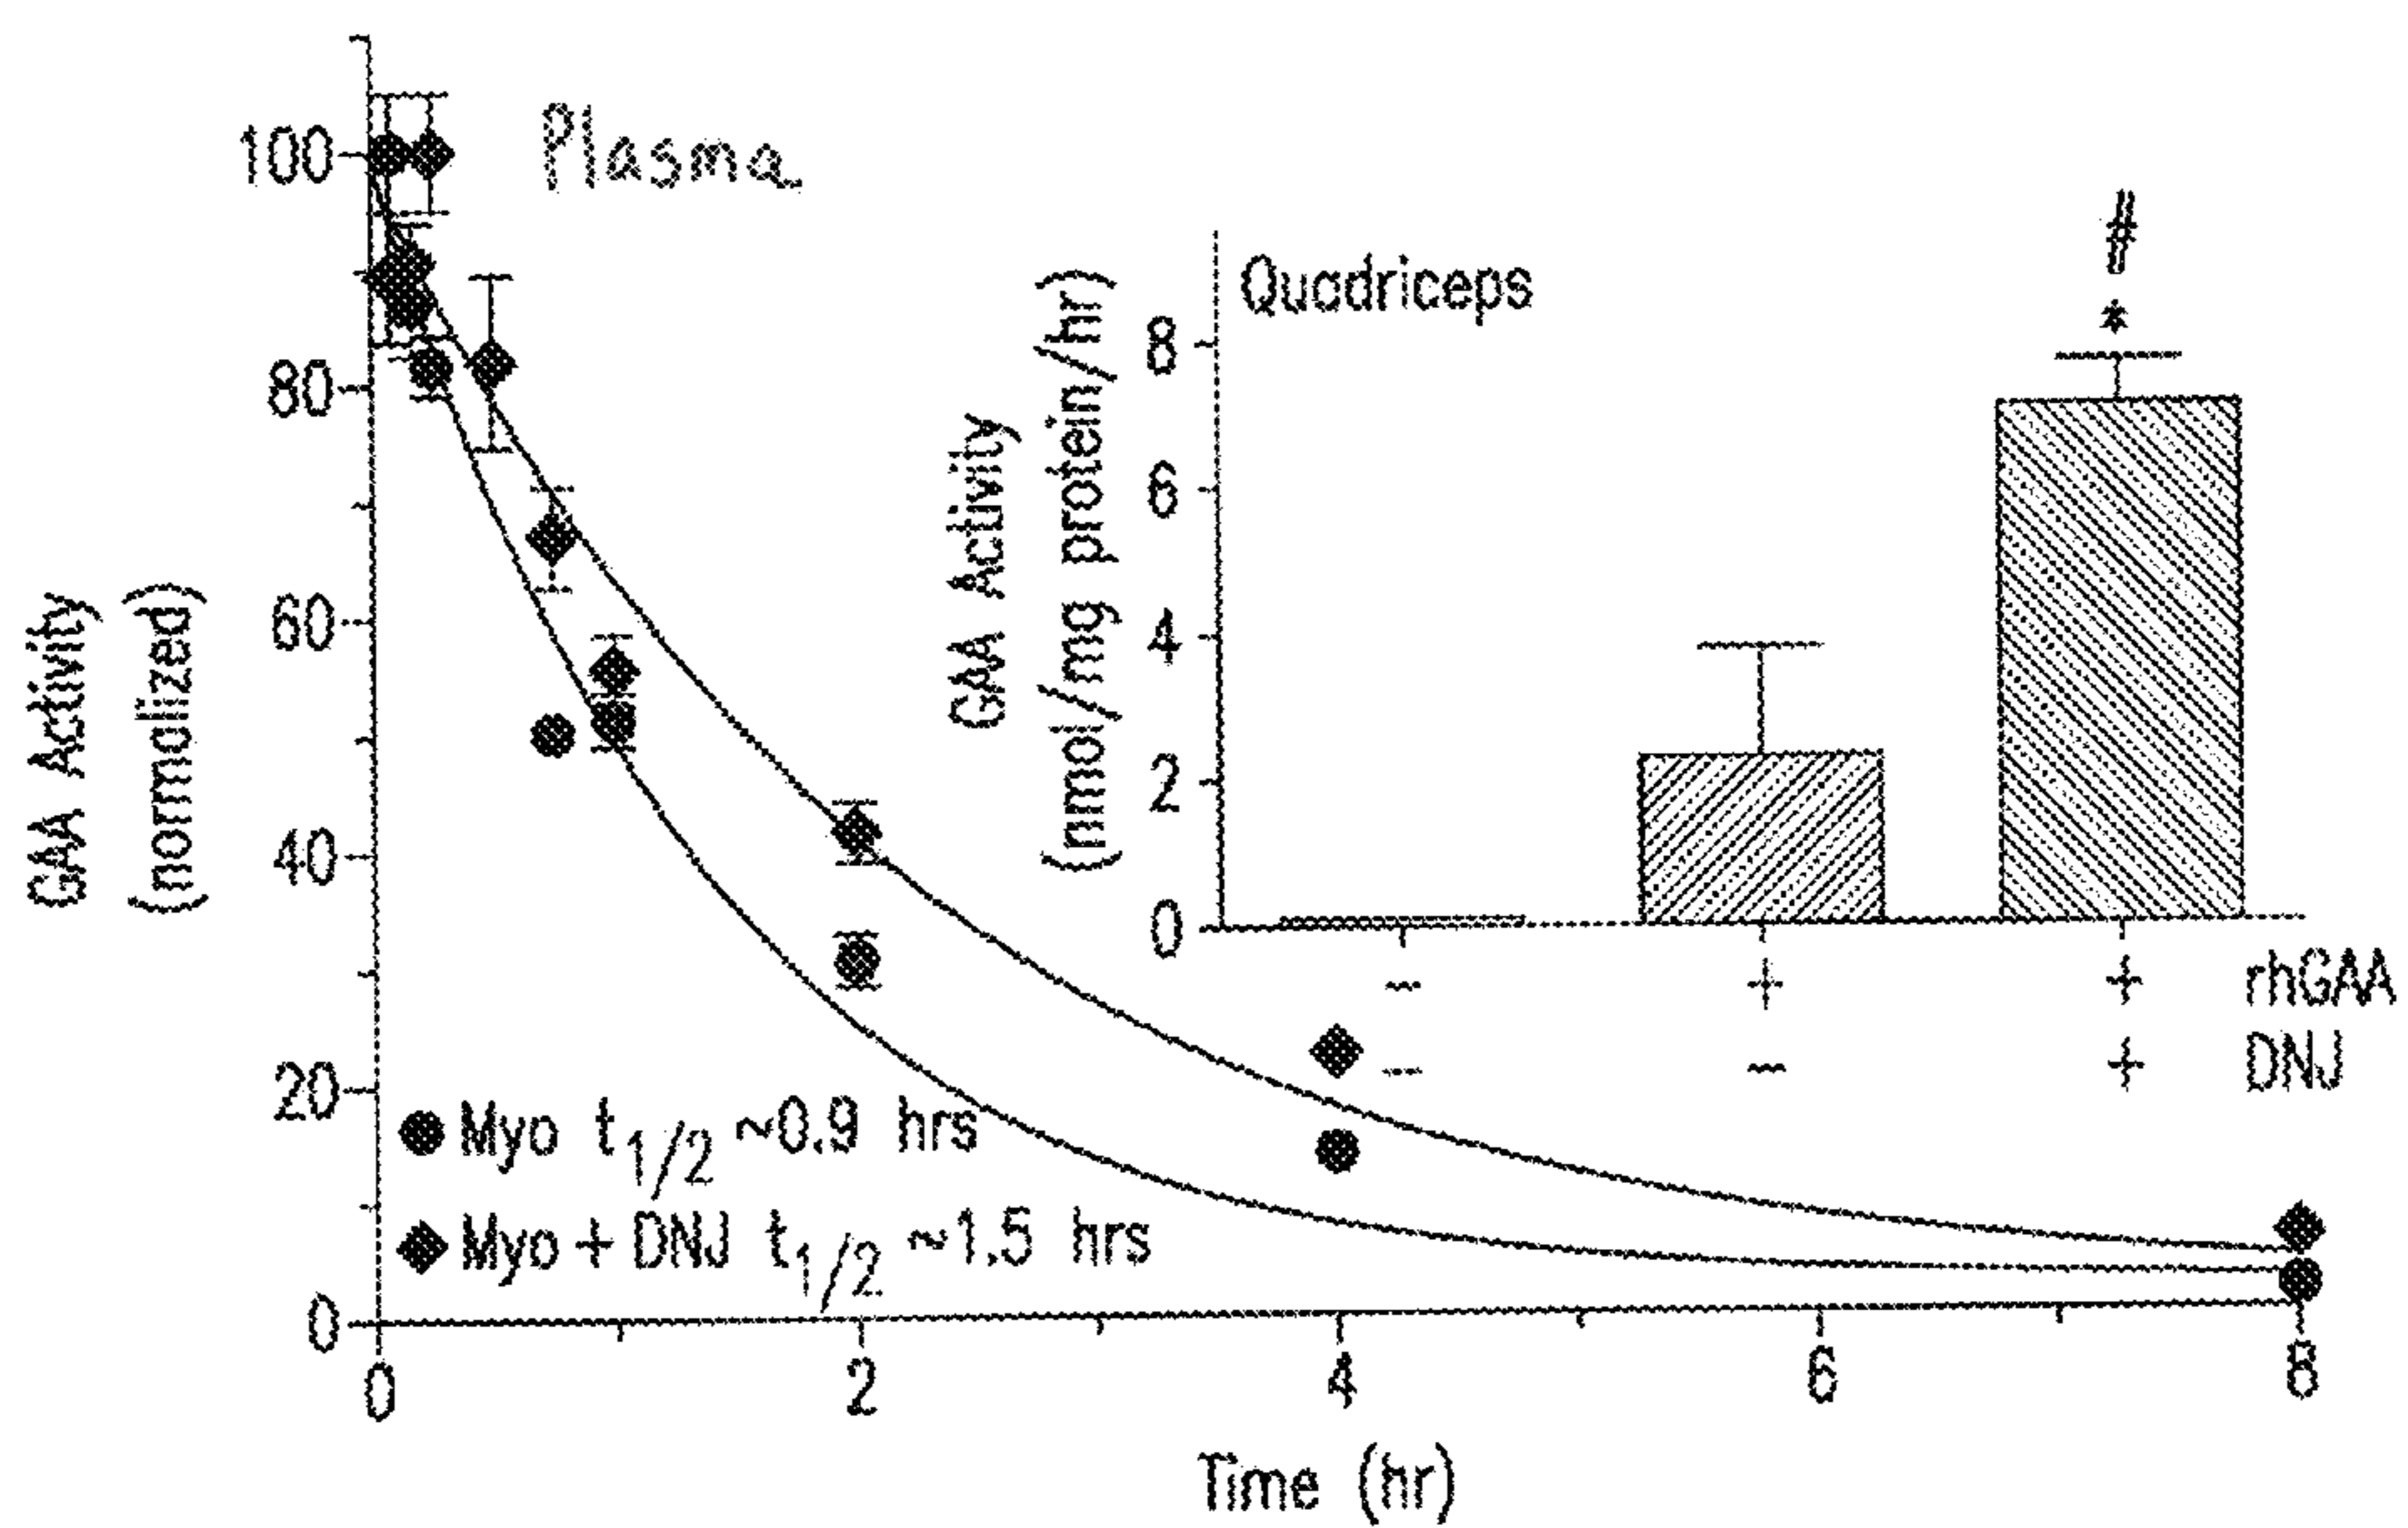 Plasma
100
80
60
40
20
0
GAA Activity
(normalized)
● Myo t1/2 ~0.9 hrs
◆ Myo + DNJ t1/2 ~1.5 hrs
0 2 4 6 8
Time (hr)
Quadriceps
#
*
8
6
4
2
0
GAA Activity
(nmol/mg protein/hr)
− + + rhGAA
− − + DNJ